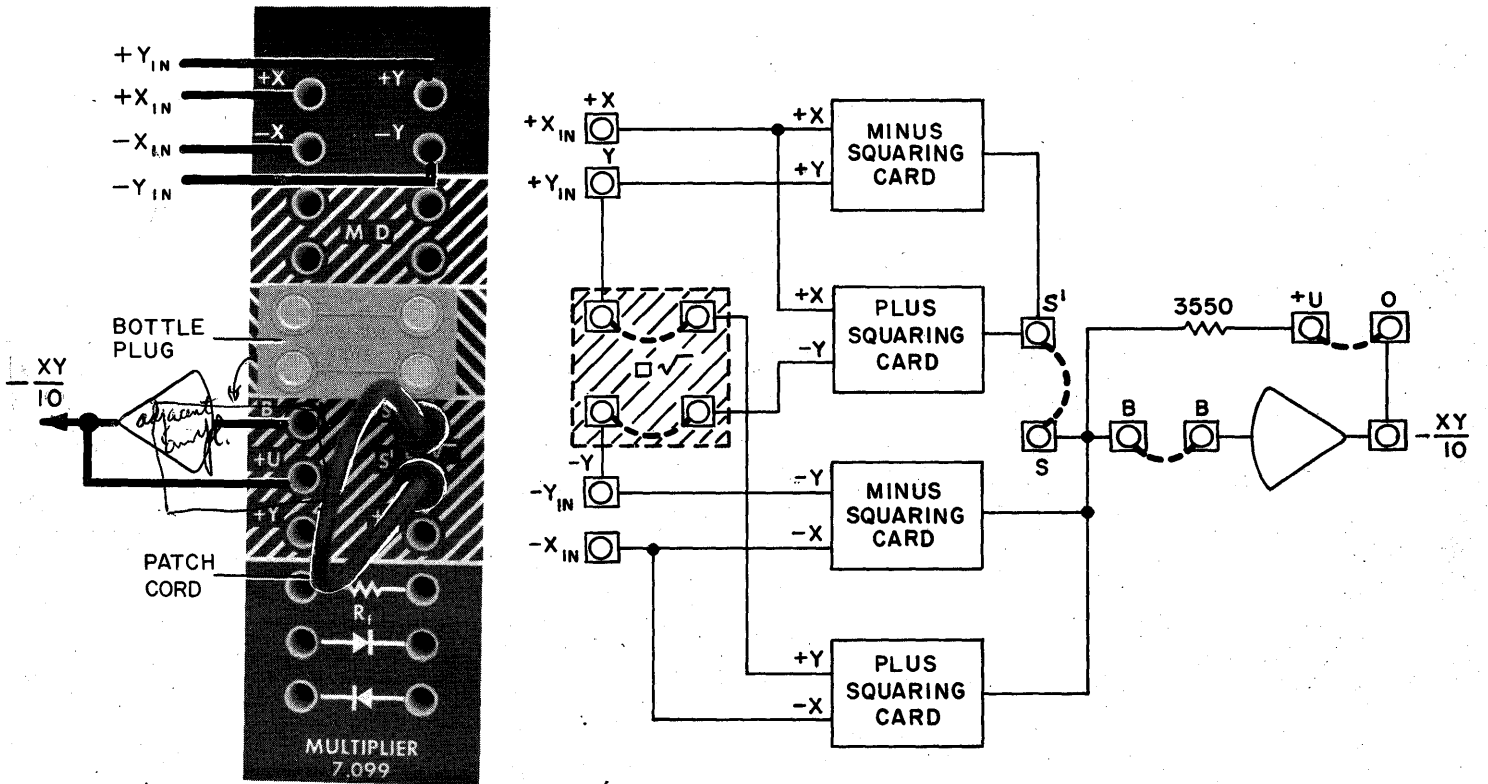 +Y IN
+X IN
-X IN
-Y IN
+X +Y
-X -Y
M D
BOTTLE
PLUG
- XY
10
adjacent
B S
+U S'
+Y
PATCH
CORD
R
MULTIPLIER
7.099
+X
+X IN
Y
+Y IN
□ √
-Y
-Y IN
-X IN
+X
+Y
MINUS
SQUARING
CARD
+X
-Y
PLUS
SQUARING
CARD
-Y
-X
MINUS
SQUARING
CARD
+Y
-X
PLUS
SQUARING
CARD
S'
S
3550
+U O
B B
- XY
10